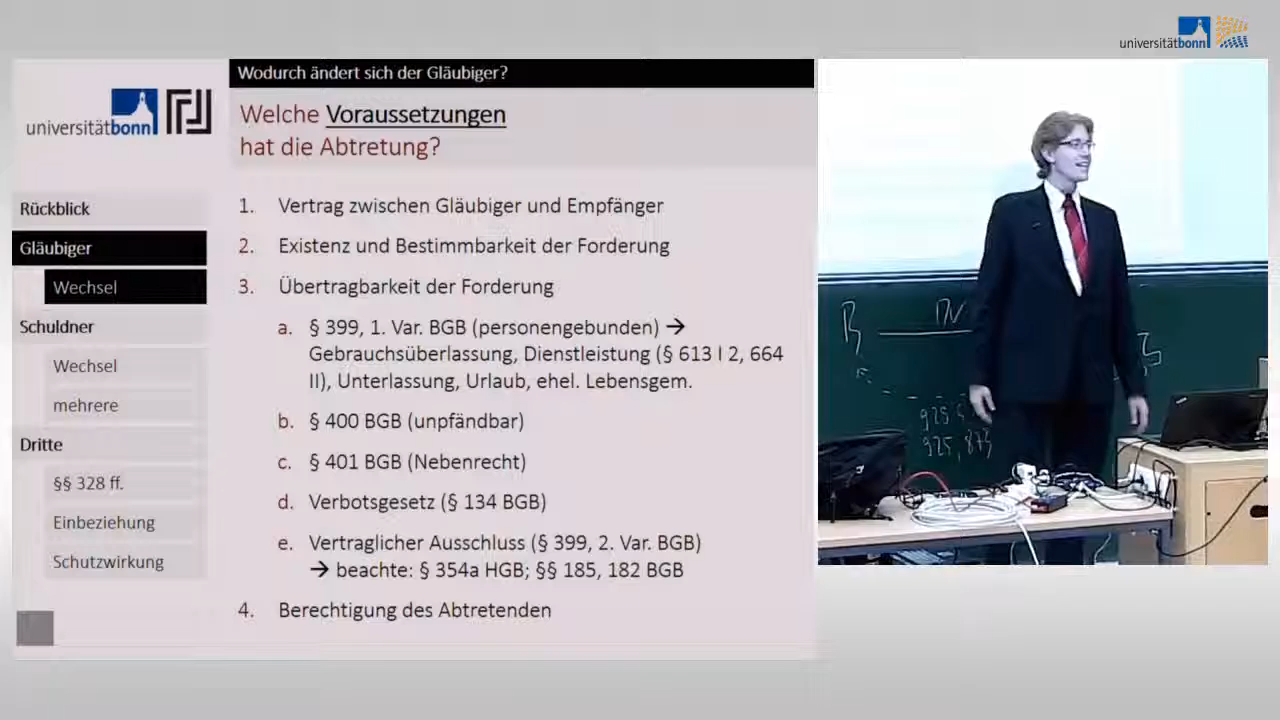 universitätbonn
Wodurch ändert sich der Gläubiger?
universitätbonn
Welche Voraussetzungen
hat die Abtretung?
Rückblick
Gläubiger
Wechsel
Schuldner
Wechsel
mehrere
Dritte
§§ 328 ff.
Einbeziehung
Schutzwirkung
1. Vertrag zwischen Gläubiger und Empfänger
2. Existenz und Bestimmbarkeit der Forderung
3. Übertragbarkeit der Forderung
a. § 399, 1. Var. BGB (personengebunden) →
Gebrauchsüberlassung, Dienstleistung (§ 613 I 2, 664
II), Unterlassung, Urlaub, ehel. Lebensgem.
b. § 400 BGB (unpfändbar)
c. § 401 BGB (Nebenrecht)
d. Verbotsgesetz (§ 134 BGB)
e. Vertraglicher Ausschluss (§ 399, 2. Var. BGB)
→ beachte: § 354a HGB; §§ 185, 182 BGB
4. Berechtigung des Abtretenden
B
925, 873